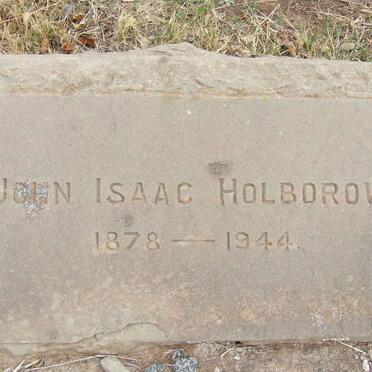 JOHN ISAAC HOLBOROW
1878 — 1944.